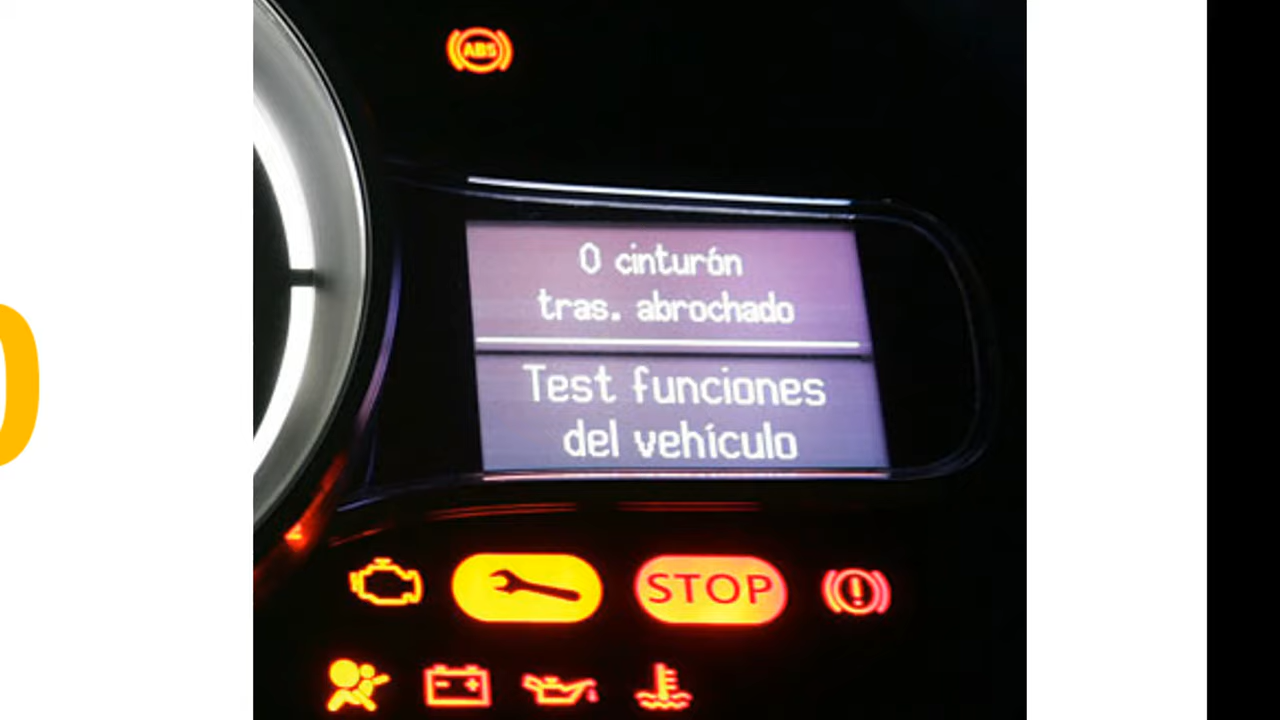 ABS
0 cinturón
tras. abrochado
Test funciones
del vehículo
STOP